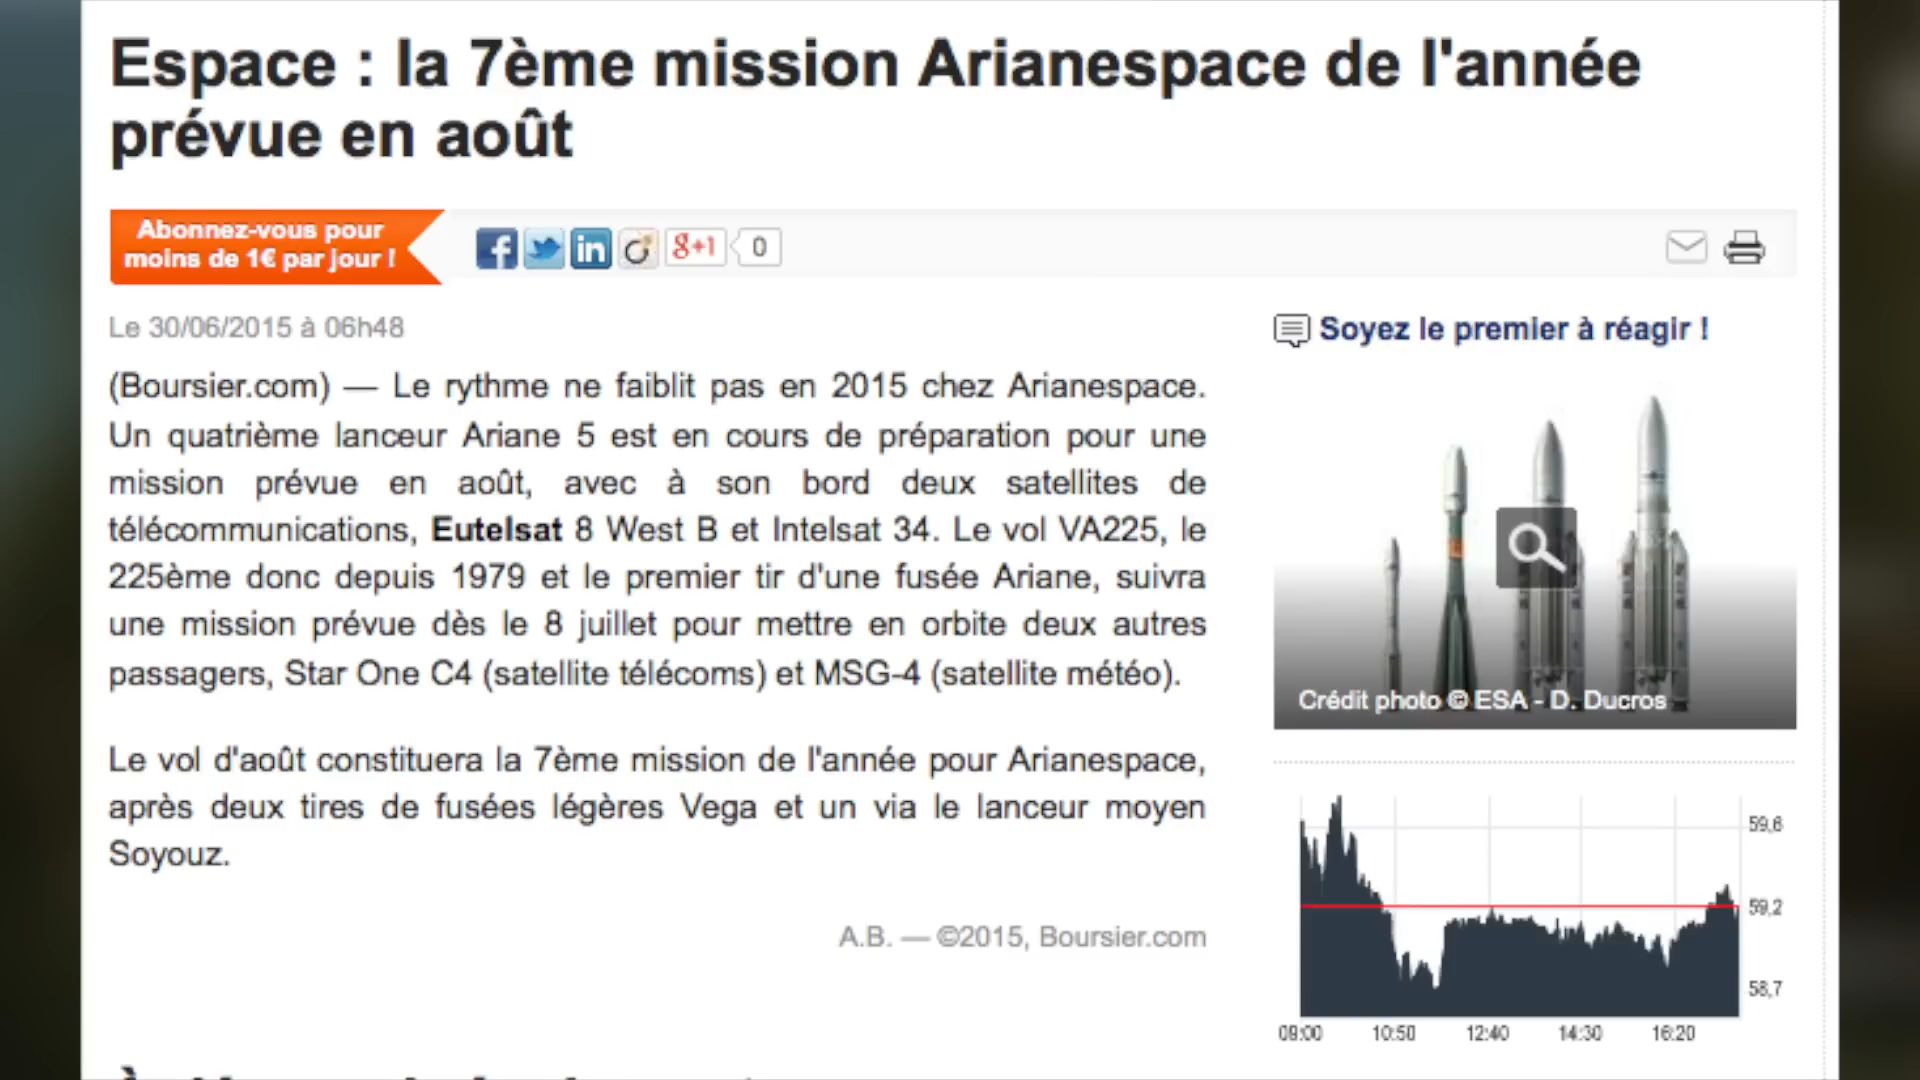 Espace : la 7ème mission Arianespace de l'année
prévue en août
Abonnez-vous pour
moins de 1€ par jour !
g+1
0
Le 30/06/2015 à 06h48
(Boursier.com) — Le rythme ne faiblit pas en 2015 chez Arianespace.
Un quatrième lanceur Ariane 5 est en cours de préparation pour une
mission prévue en août, avec à son bord deux satellites de
télécommunications, Eutelsat 8 West B et Intelsat 34. Le vol VA225, le
225ème donc depuis 1979 et le premier tir d'une fusée Ariane, suivra
une mission prévue dès le 8 juillet pour mettre en orbite deux autres
passagers, Star One C4 (satellite télécoms) et MSG-4 (satellite météo).
Le vol d'août constituera la 7ème mission de l'année pour Arianespace,
après deux tires de fusées légères Vega et un via le lanceur moyen
Soyouz.
A.B. — ©2015, Boursier.com
Soyez le premier à réagir !
Crédit photo © ESA - D. Ducros
59,6
59,2
58,7
09:00 10:50 12:40 14:30 16:20